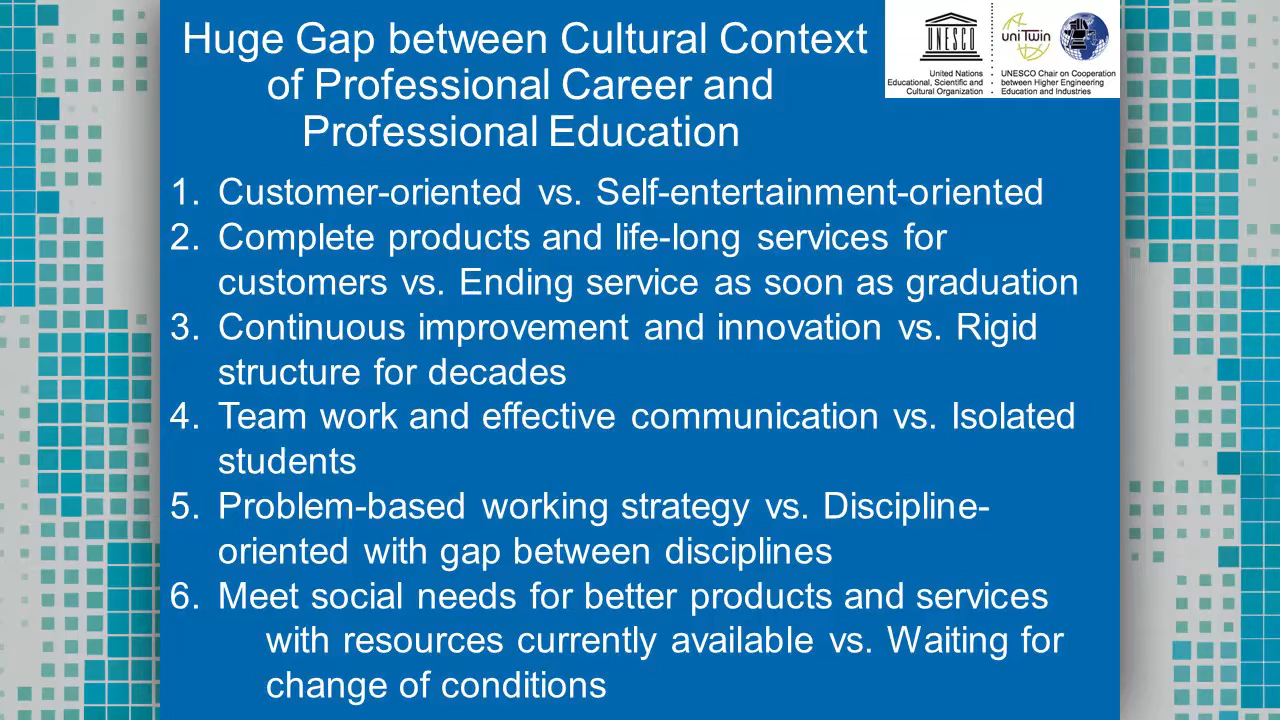 Huge Gap between Cultural Context
of Professional Career and
Professional Education
UNESCO
United Nations
Educational, Scientific and
Cultural Organization
uniTwin
UNESCO Chair on Cooperation
between Higher Engineering
Education and Industries
1. Customer-oriented vs. Self-entertainment-oriented
2. Complete products and life-long services for
customers vs. Ending service as soon as graduation
3. Continuous improvement and innovation vs. Rigid
structure for decades
4. Team work and effective communication vs. Isolated
students
5. Problem-based working strategy vs. Discipline-
oriented with gap between disciplines
6. Meet social needs for better products and services
with resources currently available vs. Waiting for
change of conditions